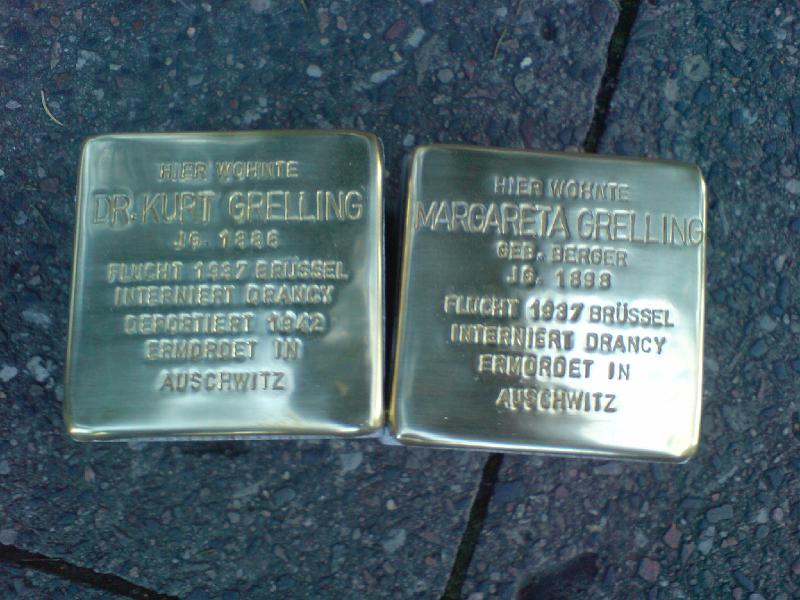 HIER WOHNTE
DR. KURT GRELLING
JG. 1886
FLUCHT 1937 BRÜSSEL
INTERNIERT DRANCY
DEPORTIERT 1942
ERMORDET IN
AUSCHWITZ
HIER WOHNTE
MARGARETA GRELLING
GEB. BERGER
JG. 1898
FLUCHT 1937 BRÜSSEL
INTERNIERT DRANCY
ERMORDET IN
AUSCHWITZ